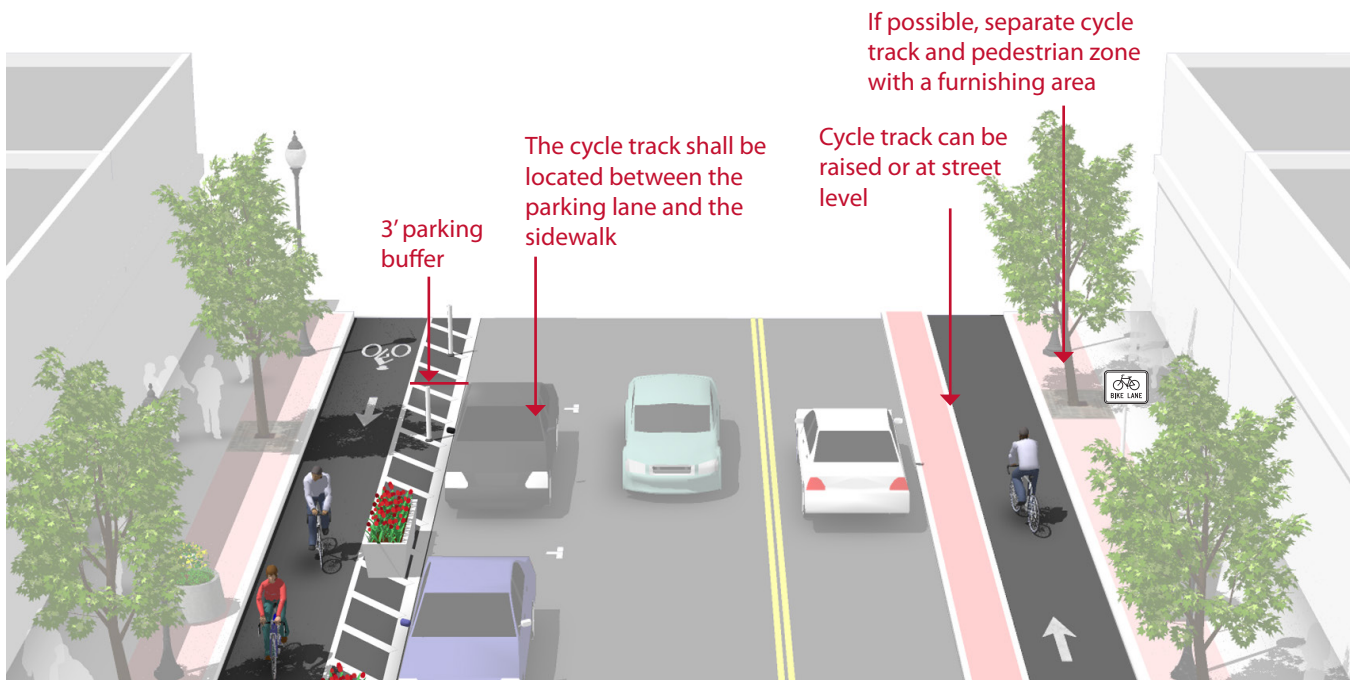 If possible, separate cycle
track and pedestrian zone
with a furnishing area
The cycle track shall be
located between the
parking lane and the
sidewalk
Cycle track can be
raised or at street
level
3’ parking
buffer
BIKE LANE